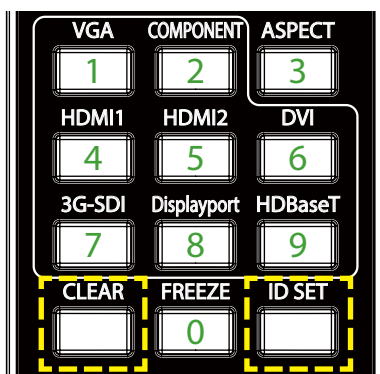 VGA COMPONENT ASPECT
1 2 3
HDMI1 HDMI2 DVI
4 5 6
3G-SDI Displayport HDBaseT
7 8 9
CLEAR FREEZE ID SET
0